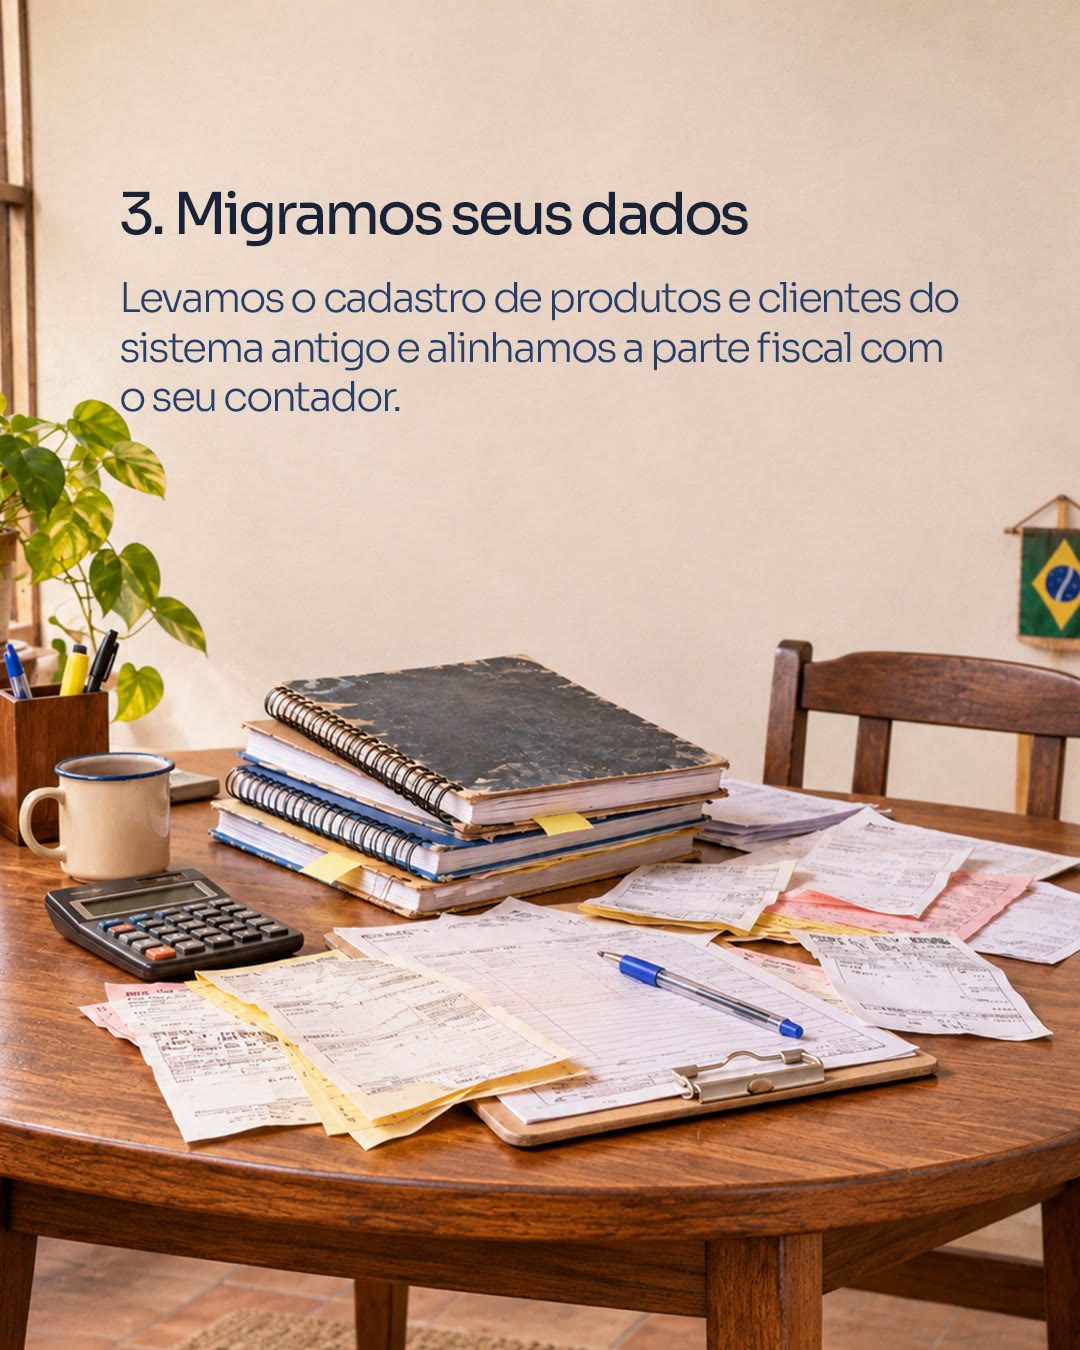 3. Migramos seus dados
Levamos o cadastro de produtos e clientes do
sistema antigo e alinhamos a parte fiscal com
o seu contador.